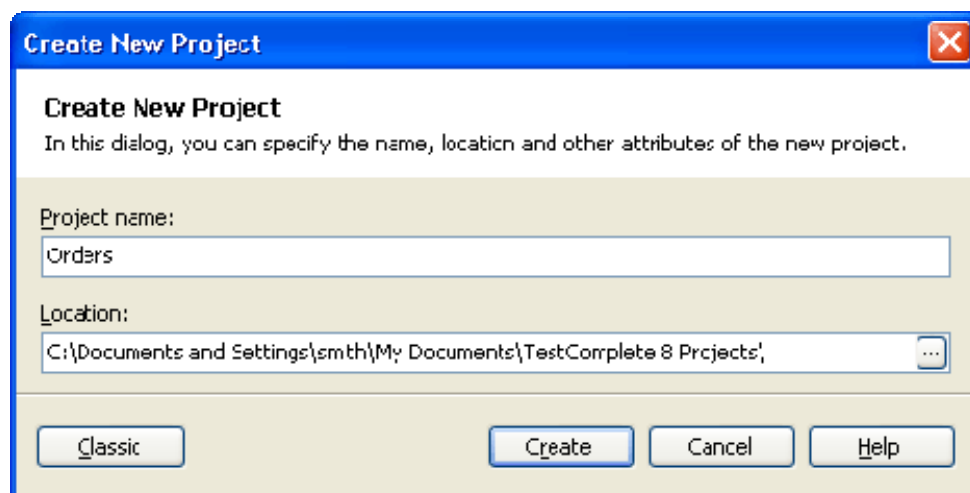 Create New Project
Create New Project
In this dialog, you can specify the name, location and other attributes of the new project.
Project name:
Orders
Location:
C:\Documents and Settings\smith\My Documents\TestComplete 8 Projects\
...
Classic
Create
Cancel
Help